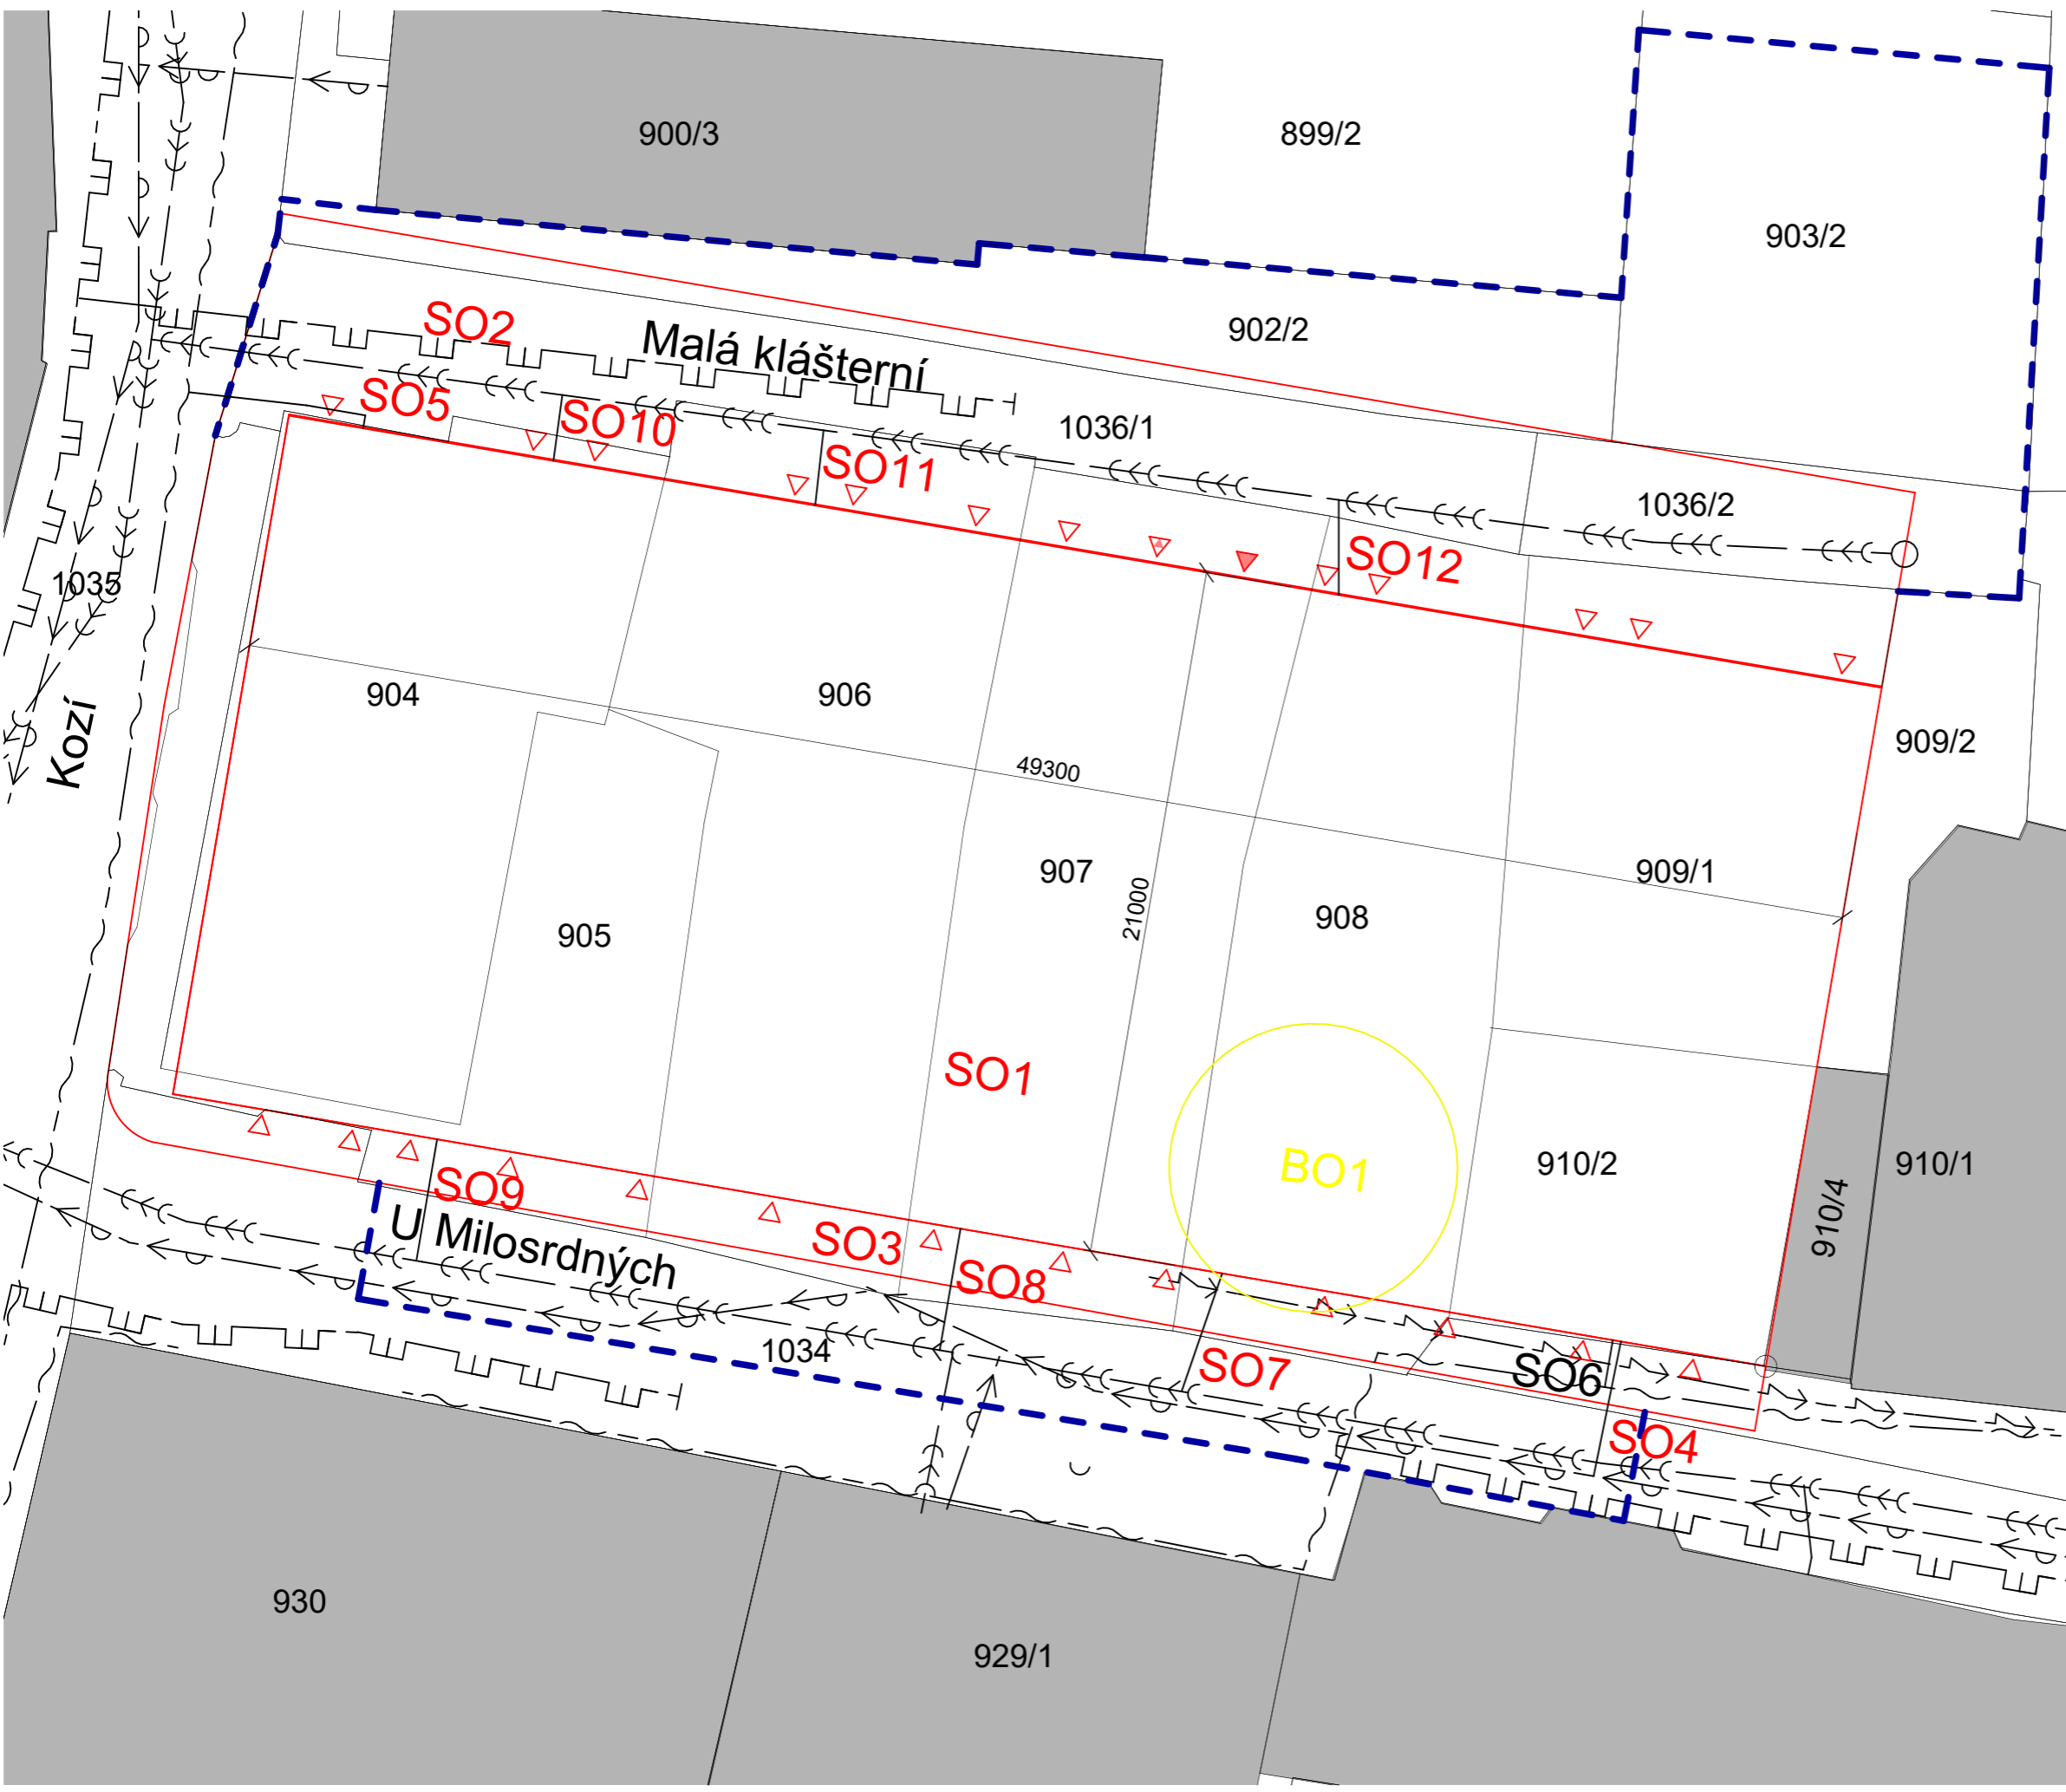 900/3
899/2
903/2
902/2
SO2
Malá klášterní
SO5
SO10
1036/1
SO11
1036/2
SO12
1035
904
906
Kozí
909/2
49300
907
909/1
21000
908
905
SO1
BO1
910/2
910/1
910/4
SO9
U Milosrdných
SO3
SO8
1034
SO7
SO6
SO4
930
929/1